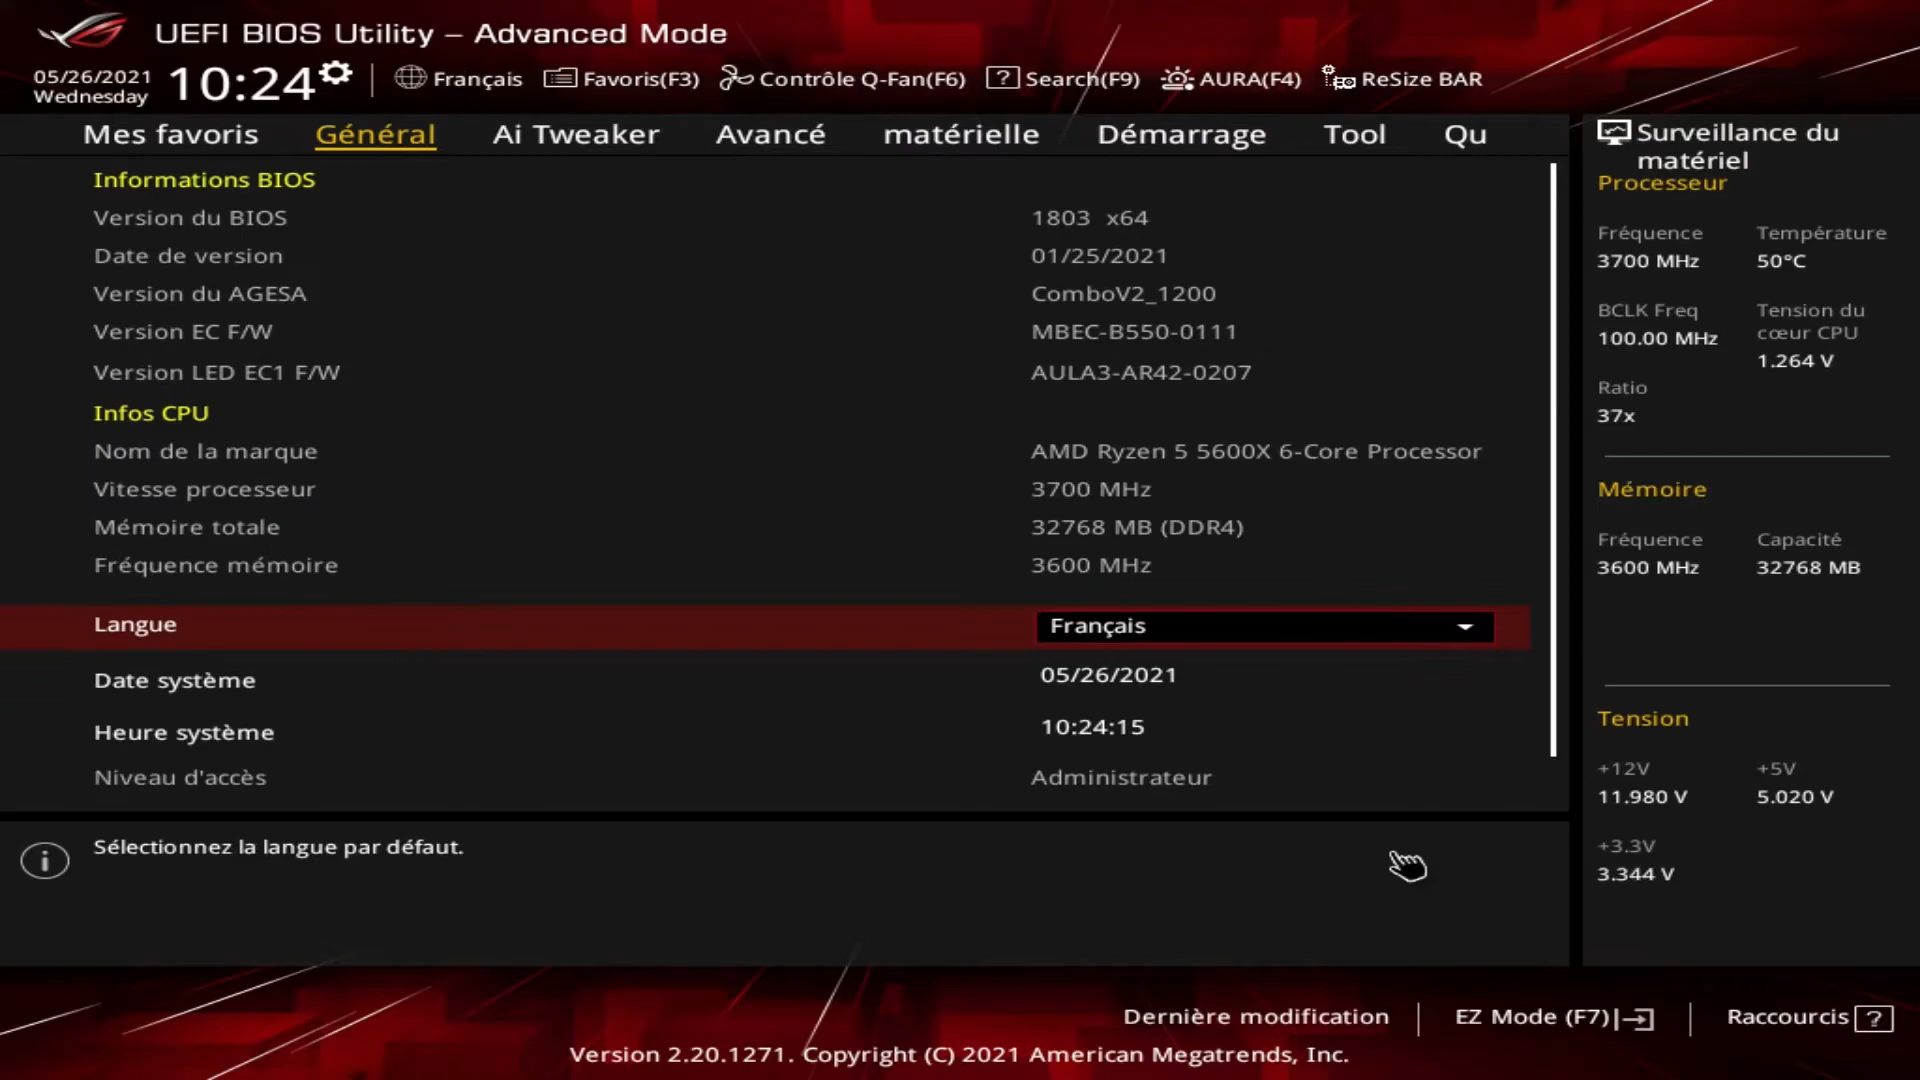 UEFI BIOS Utility – Advanced Mode
05/26/2021
Wednesday
10:24
Français
Favoris(F3)
Contrôle Q-Fan(F6)
? Search(F9)
AURA(F4)
ReSize BAR
Mes favoris
Général
Ai Tweaker
Avancé
matérielle
Démarrage
Tool
Qu
Informations BIOS
Version du BIOS 1803 x64
Date de version 01/25/2021
Version du AGESA ComboV2_1200
Version EC F/W MBEC-B550-0111
Version LED EC1 F/W AULA3-AR42-0207
Infos CPU
Nom de la marque AMD Ryzen 5 5600X 6-Core Processor
Vitesse processeur 3700 MHz
Mémoire totale 32768 MB (DDR4)
Fréquence mémoire 3600 MHz
Langue Français
Date système 05/26/2021
Heure système 10:24:15
Niveau d'accès Administrateur
Sélectionnez la langue par défaut.
Surveillance du
matériel
Processeur
Fréquence Température
3700 MHz 50°C
BCLK Freq Tension du
cœur CPU
100.00 MHz
1.264 V
Ratio
37x
Mémoire
Fréquence Capacité
3600 MHz 32768 MB
Tension
+12V +5V
11.980 V 5.020 V
+3.3V
3.344 V
Dernière modification
EZ Mode (F7)
Raccourcis ?
Version 2.20.1271. Copyright (C) 2021 American Megatrends, Inc.